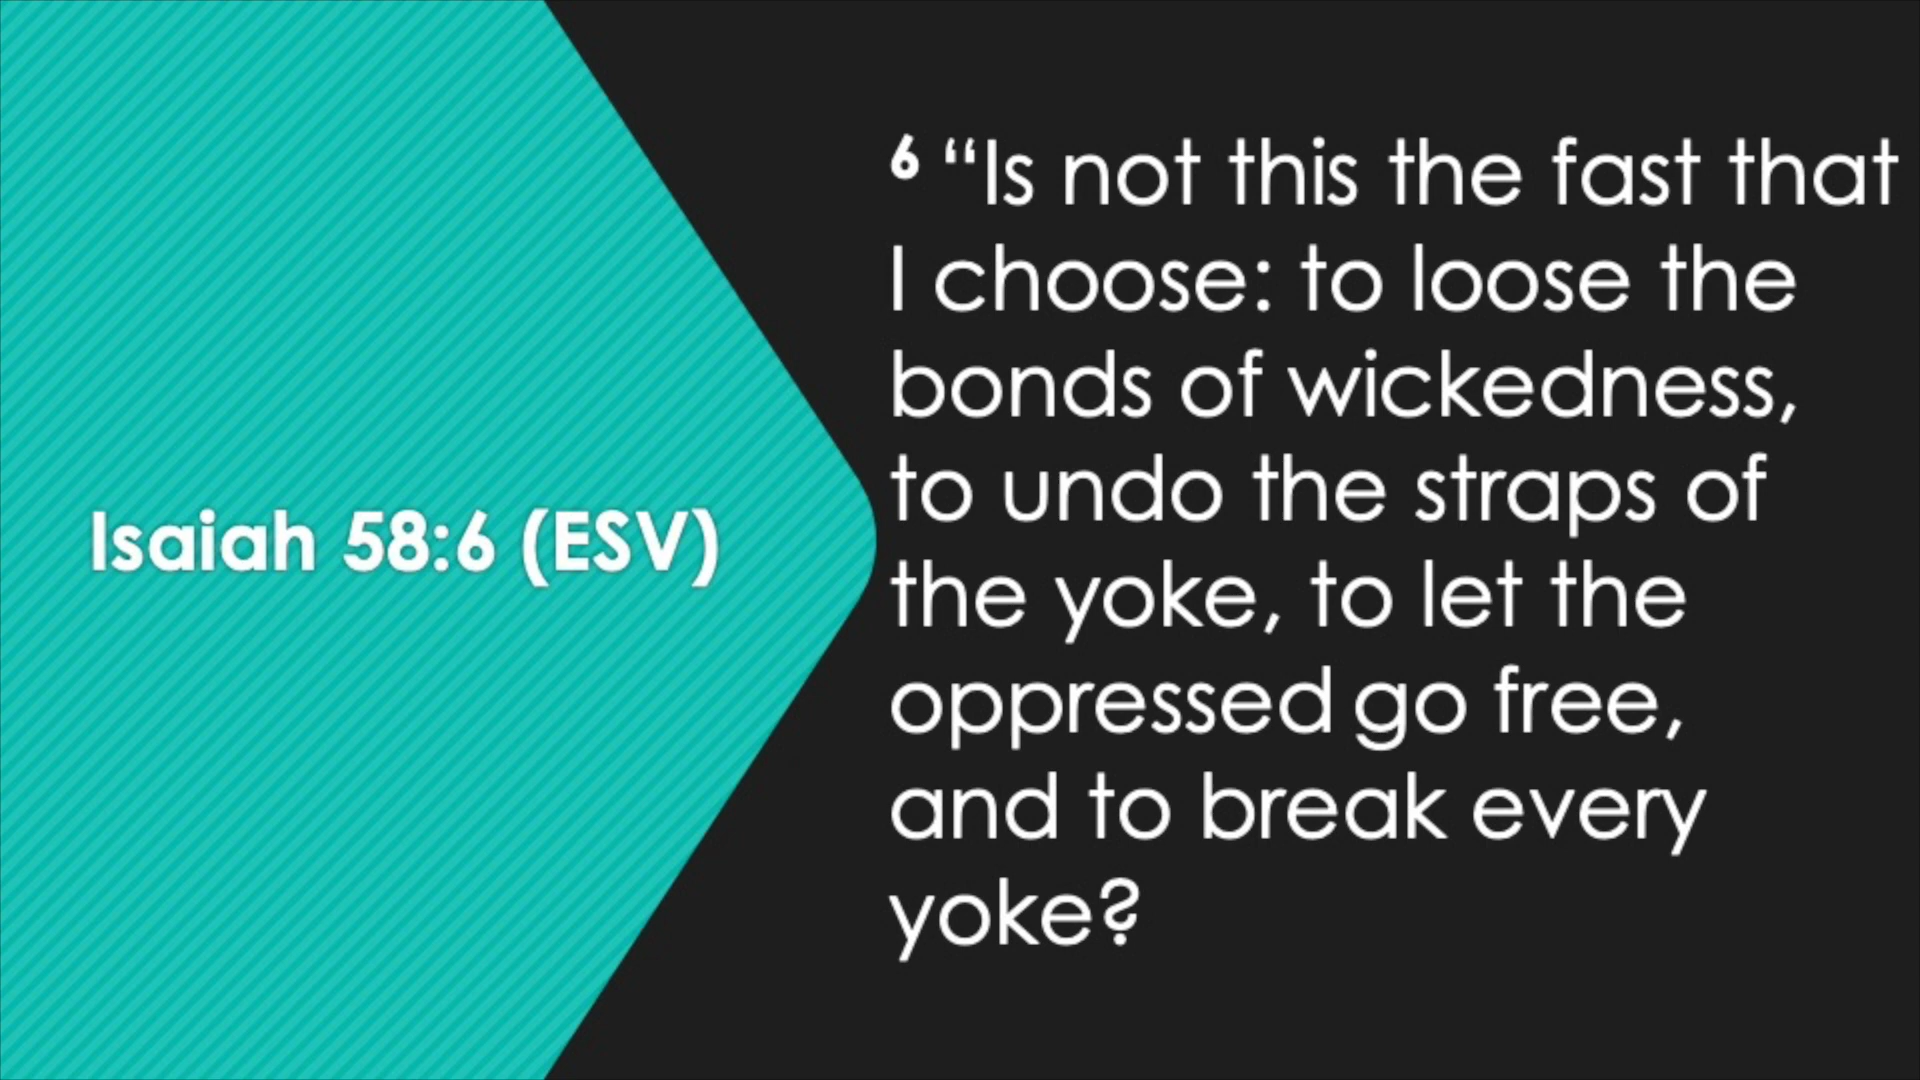 Isaiah 58:6 (ESV)
6 “Is not this the fast that
I choose: to loose the
bonds of wickedness,
to undo the straps of
the yoke, to let the
oppressed go free,
and to break every
yoke?